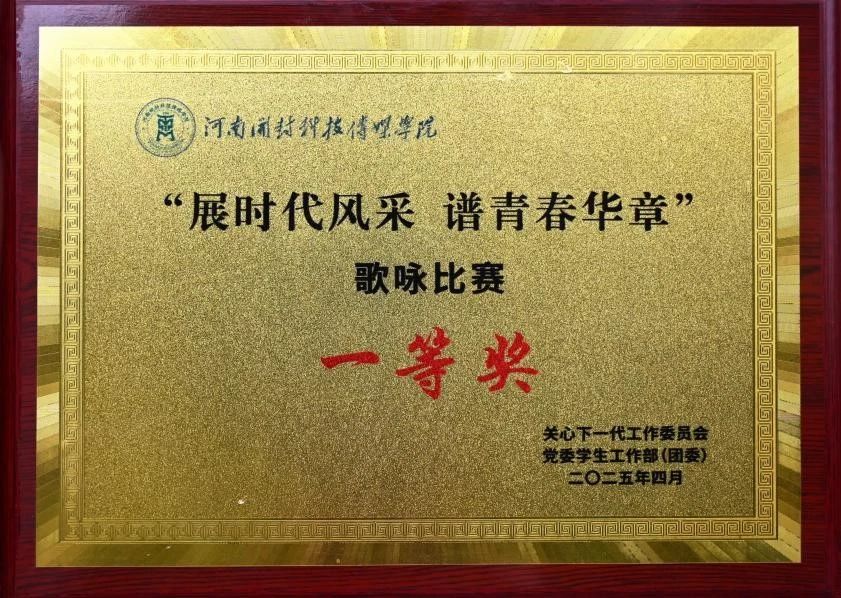 河南开封科技传媒学院
“展时代风采 谱青春华章”
歌咏比赛
一等奖
关心下一代工作委员会
党委学生工作部(团委)
二〇二五年四月